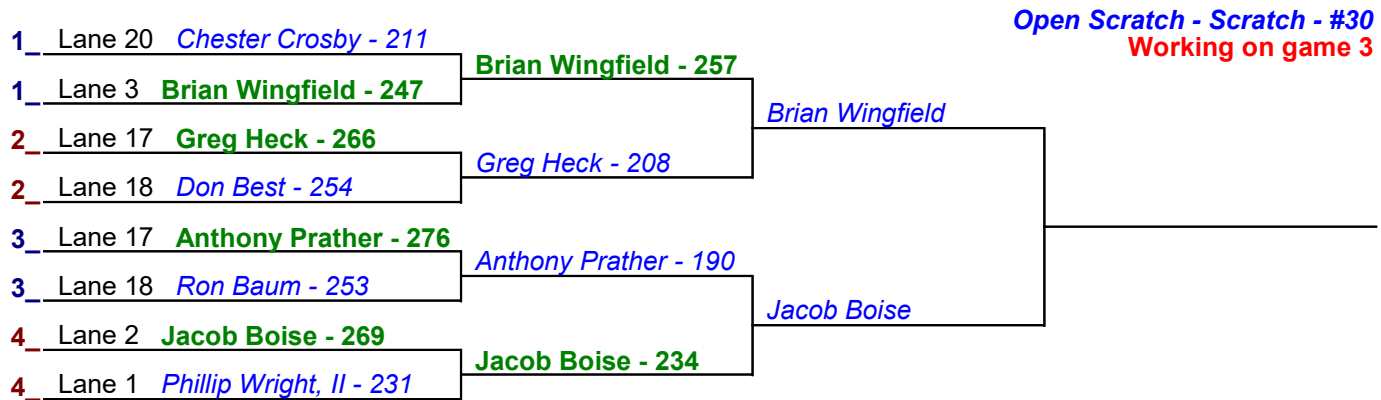 Open Scratch - Scratch - #30
Working on game 3
1_ Lane 20 Chester Crosby - 211
Brian Wingfield - 257
1_ Lane 3 Brian Wingfield - 247
Brian Wingfield
2_ Lane 17 Greg Heck - 266
Greg Heck - 208
2_ Lane 18 Don Best - 254
3_ Lane 17 Anthony Prather - 276
Anthony Prather - 190
3_ Lane 18 Ron Baum - 253
Jacob Boise
4_ Lane 2 Jacob Boise - 269
Jacob Boise - 234
4_ Lane 1 Phillip Wright, II - 231